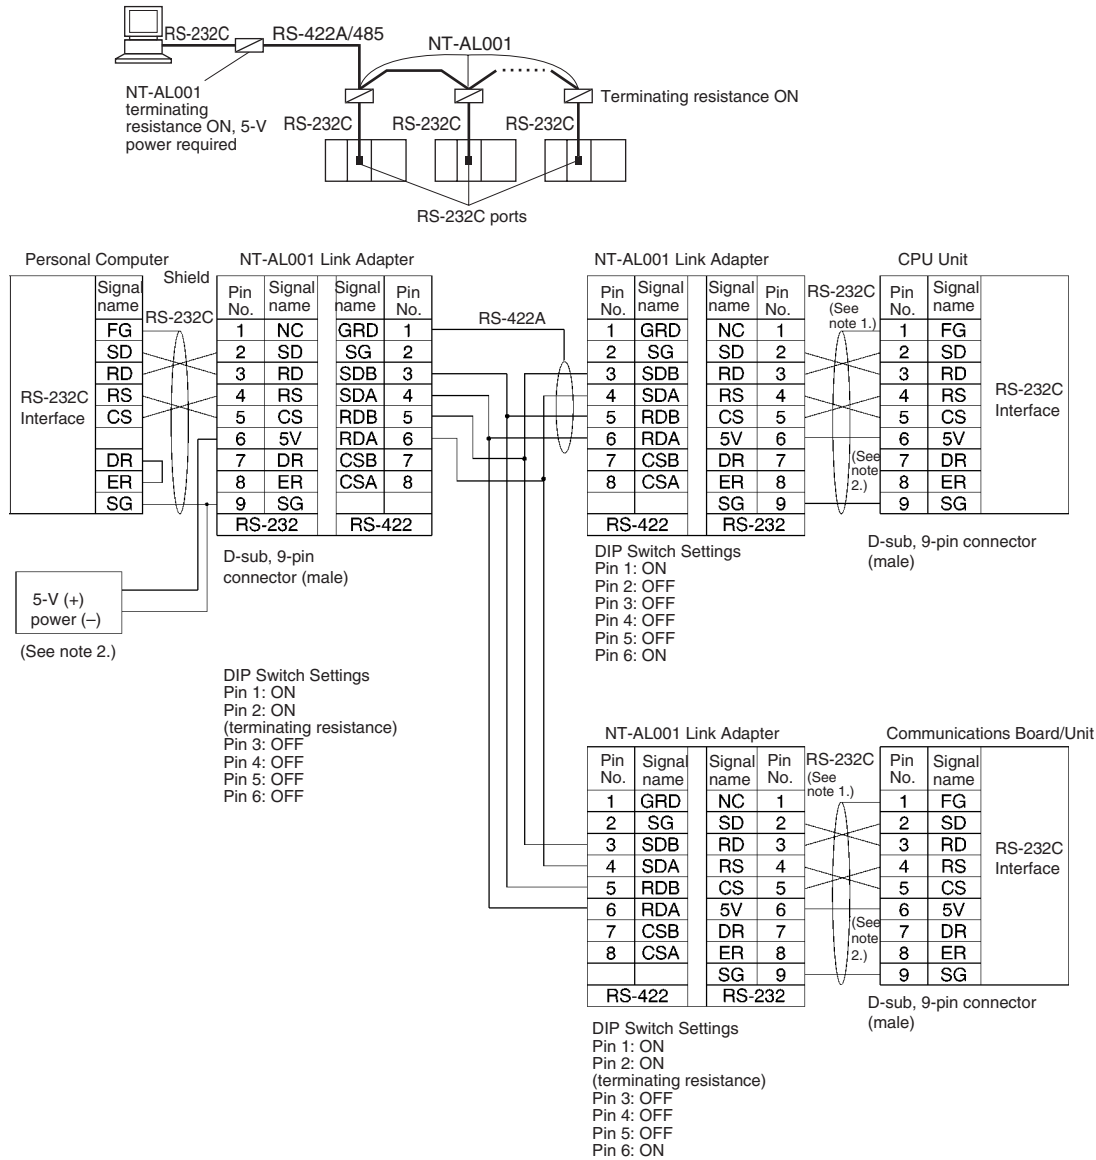 RS-232C
RS-422A/485
NT-AL001
NT-AL001
terminating
resistance ON, 5-V
power required
Terminating resistance ON
RS-232C RS-232C RS-232C
RS-232C ports
Personal Computer
Shield
NT-AL001 Link Adapter
Signal name
RS-232C
Pin No. Signal name Signal name Pin No.
FG 1 NC GRD 1
SD 2 SD SG 2
RD 3 RD SDB 3
RS 4 RS SDA 4
CS 5 CS RDB 5
6 5V RDA 6
DR 7 DR CSB 7
ER 8 ER CSA 8
SG 9 SG
RS-232C
Interface
RS-232 RS-422
D-sub, 9-pin
connector (male)
5-V (+)
power (–)
(See note 2.)
DIP Switch Settings
Pin 1: ON
Pin 2: ON
(terminating resistance)
Pin 3: OFF
Pin 4: OFF
Pin 5: OFF
Pin 6: OFF
RS-422A
NT-AL001 Link Adapter
CPU Unit
Pin No. Signal name Signal name Pin No.
RS-232C
(See
note 1.)
Pin No. Signal name
1 GRD NC 1 1 FG
2 SG SD 2 2 SD
3 SDB RD 3 3 RD
4 SDA RS 4 4 RS
5 RDB CS 5 5 CS
6 RDA 5V 6 6 5V
7 CSB DR 7 7 DR
8 CSA ER 8 8 ER
SG 9 9 SG
(See
note
2.)
RS-232C
Interface
RS-422 RS-232
D-sub, 9-pin connector
(male)
DIP Switch Settings
Pin 1: ON
Pin 2: OFF
Pin 3: OFF
Pin 4: OFF
Pin 5: OFF
Pin 6: ON
NT-AL001 Link Adapter
Communications Board/Unit
Pin No. Signal name Signal name Pin No.
RS-232C
(See
note 1.)
Pin No. Signal name
1 GRD NC 1 1 FG
2 SG SD 2 2 SD
3 SDB RD 3 3 RD
4 SDA RS 4 4 RS
5 RDB CS 5 5 CS
6 RDA 5V 6 6 5V
7 CSB DR 7 7 DR
8 CSA ER 8 8 ER
SG 9 9 SG
(See
note
2.)
RS-232C
Interface
RS-422 RS-232
D-sub, 9-pin connector
(male)
DIP Switch Settings
Pin 1: ON
Pin 2: ON
(terminating resistance)
Pin 3: OFF
Pin 4: OFF
Pin 5: OFF
Pin 6: ON